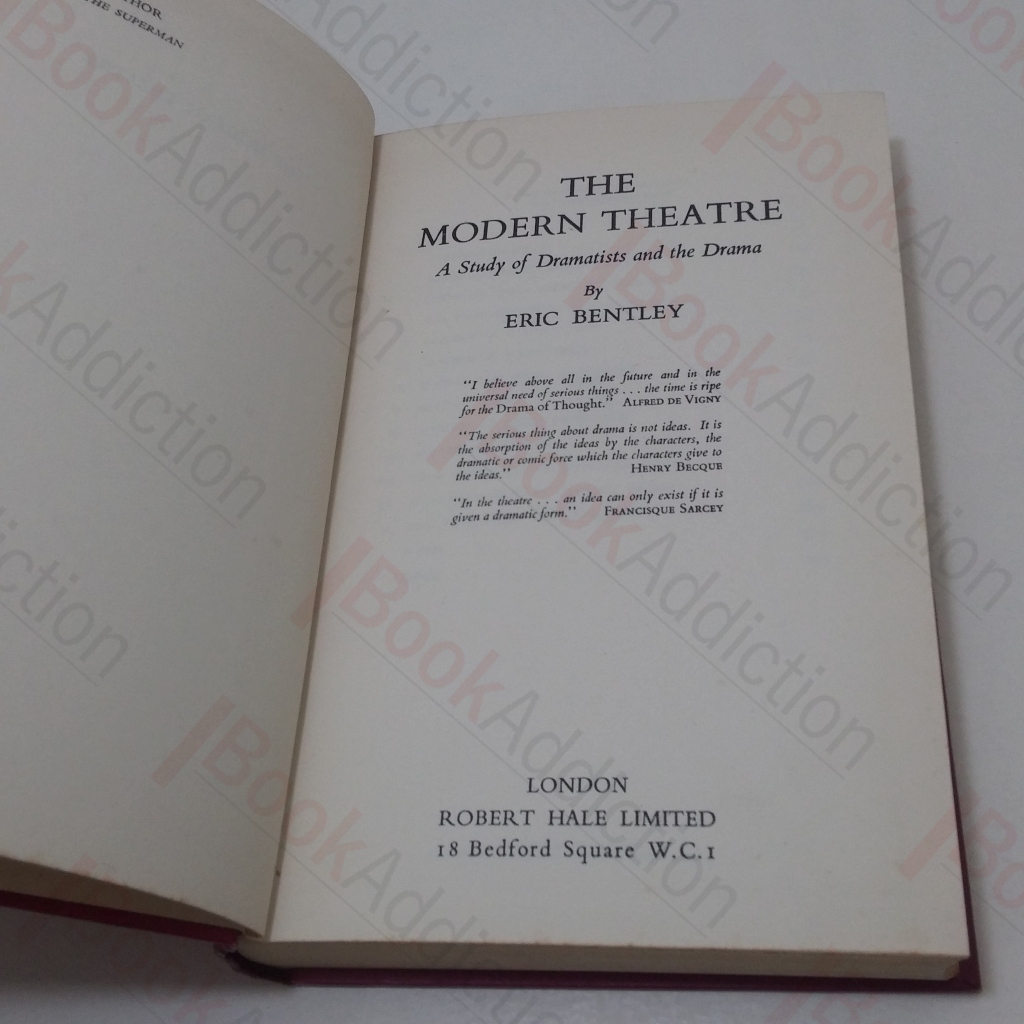 THE SUPERMAN
THE
MODERN THEATRE
A Study of Dramatists and the Drama
By
ERIC BENTLEY
"I believe above all in the future and in the
universal need of serious things . . . the time is ripe
for the Drama of Thought." ALFRED DE VIGNY
"The serious thing about drama is not ideas. It is
the absorption of the ideas by the characters, the
dramatic or comic force which the characters give to
the ideas." HENRY BECQUE
"In the theatre . . . an idea can only exist if it is
given a dramatic form." FRANCISQUE SARCEY
LONDON
ROBERT HALE LIMITED
18 Bedford Square W.C.1
BookAddiction
BookAddiction
BookAddiction
BookAddiction